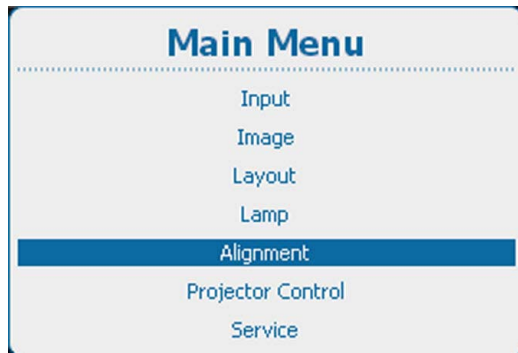 Main Menu
Input
Image
Layout
Lamp
Alignment
Projector Control
Service